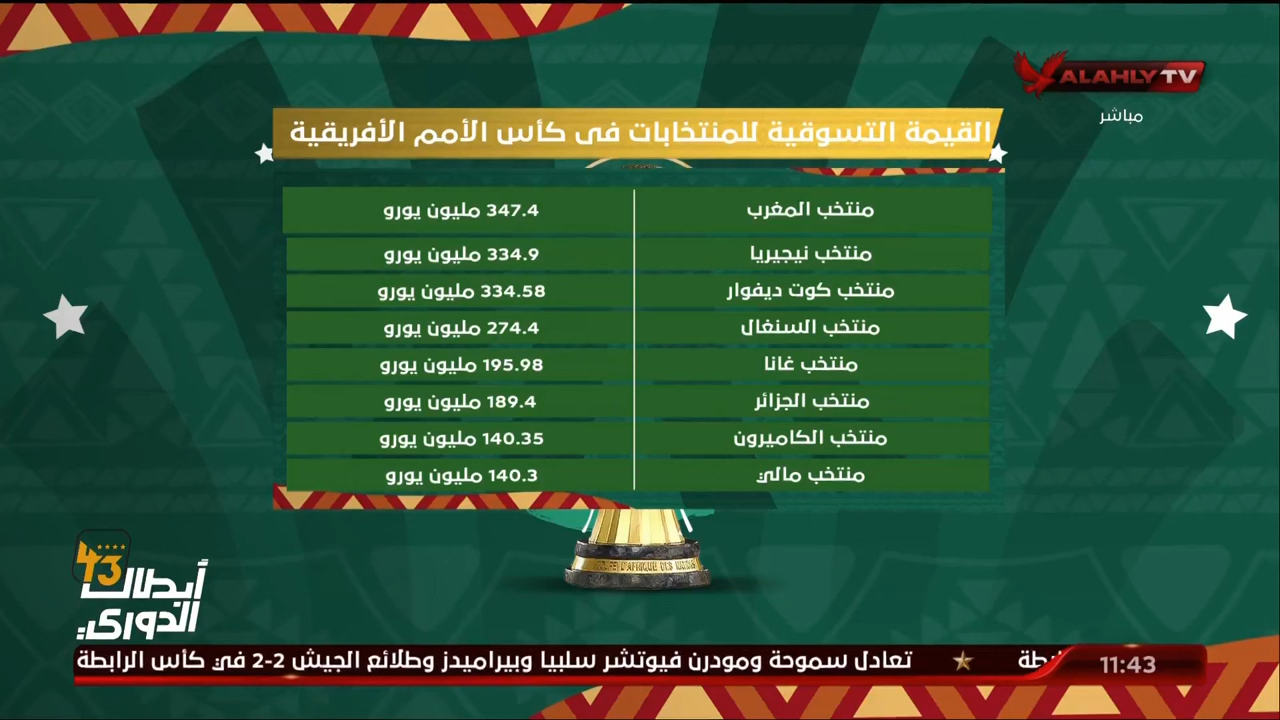 ALAHLY TV
مباشر
القيمة التسوقية للمنتخابات فى كأس الأمم الأفريقية
منتخب المغرب 347.4 مليون يورو
منتخب نيجيريا 334.9 مليون يورو
منتخب كوت ديفوار 334.58 مليون يورو
منتخب السنغال 274.4 مليون يورو
منتخب غانا 195.98 مليون يورو
منتخب الجزائر 189.4 مليون يورو
منتخب الكاميرون 140.35 مليون يورو
منتخب مالي 140.3 مليون يورو
D'AFRIQUE DES
43
أبطال
الدوري
11:43
تعادل سموحة ومودرن فيوتشر سلبيا وبيراميدز وطلائع الجيش 2-2 في كأس الرابطة